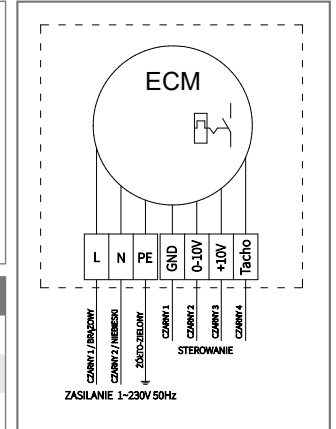 ECM
L N PE GND 0-10V +10V Tacho
CZARNY 1 / BRĄZOWY
CZARNY 2 / NIEBIESKI
ŻÓŁTO-ZIELONY
CZARNY 1
CZARNY 2
CZARNY 3
CZARNY 4
STEROWANIE
ZASILANIE 1~230V 50Hz